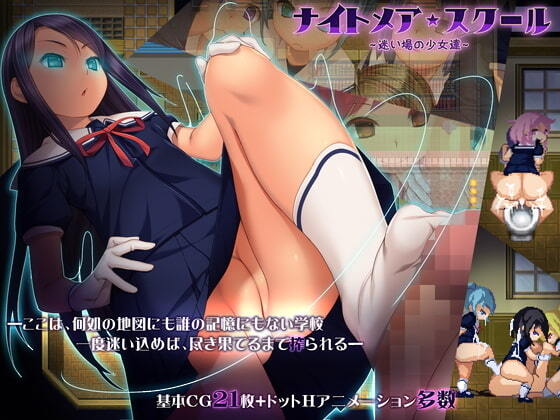 ナイトメア★スクール
~迷い場の少女達~
―ここは、何処の地図にも誰の記憶にもない学校
一度迷い込めば、尽き果てるまで搾られる―
基本CG21枚+ドットHアニメーション多数